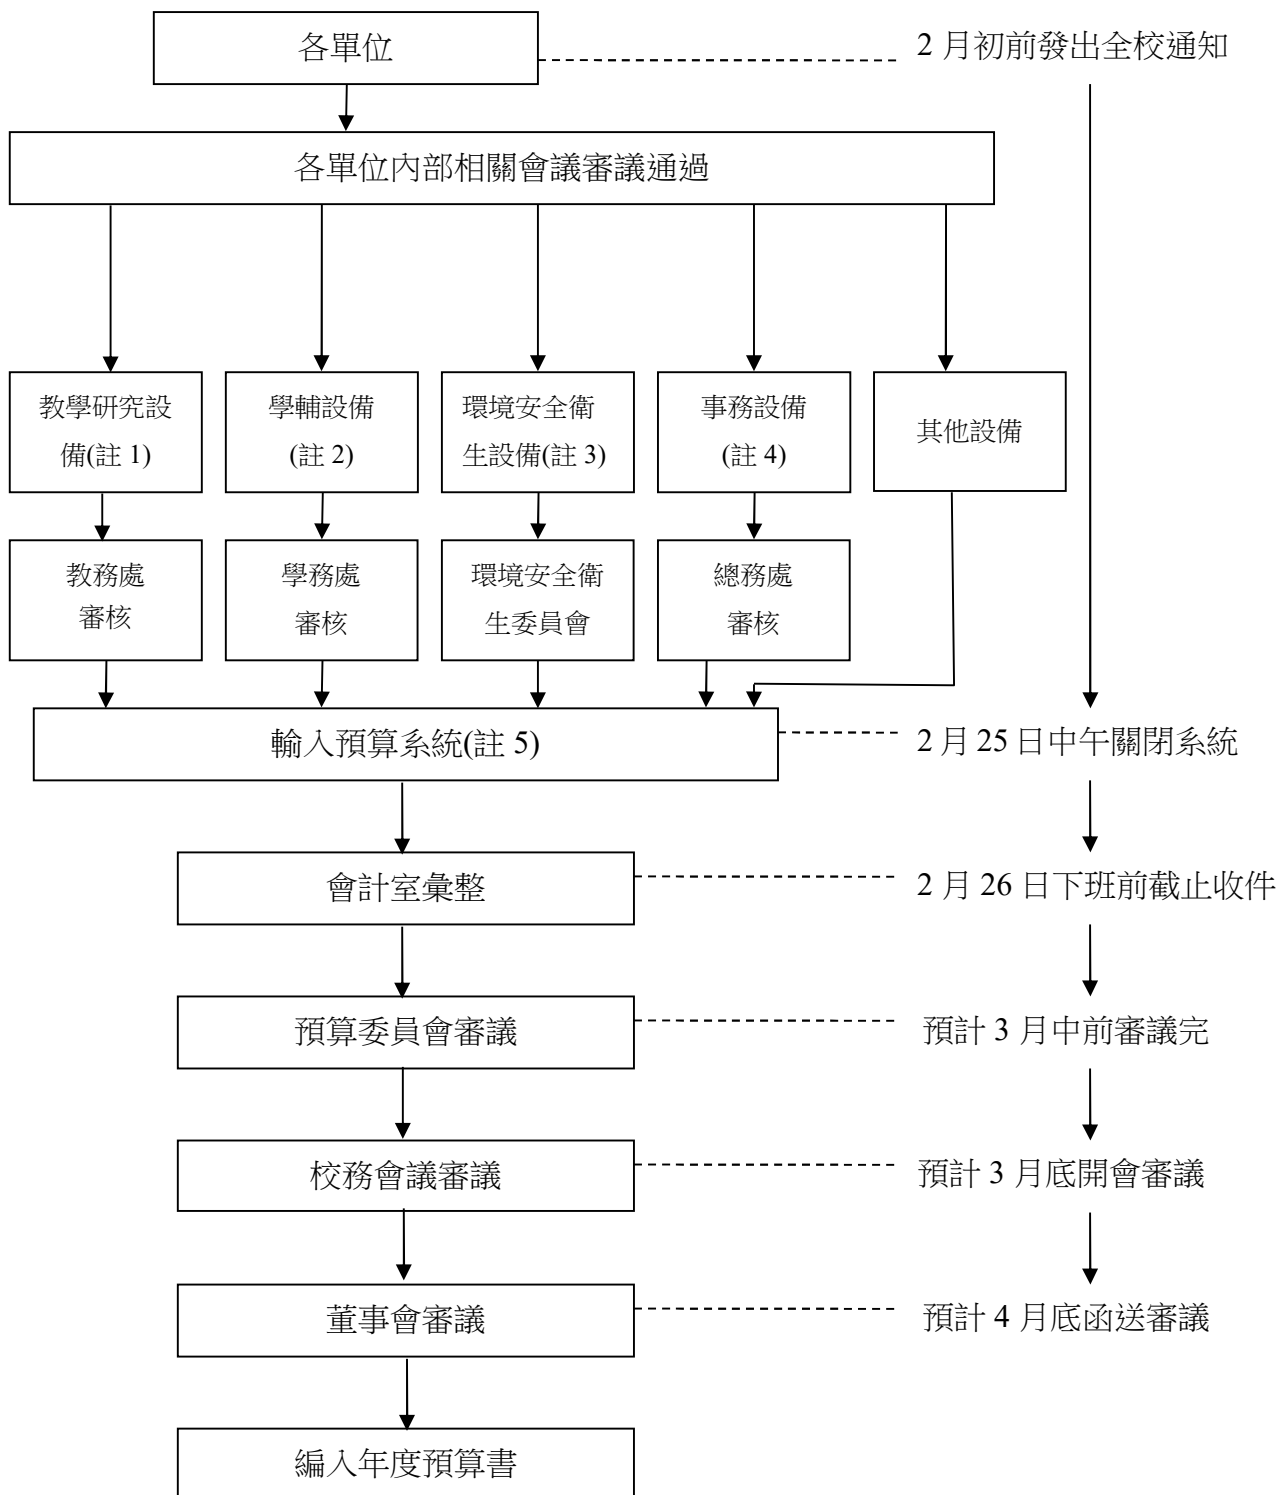 各單位
2 月初前發出全校通知
各單位內部相關會議審議通過
教學研究設
備(註 1)
學輔設備
(註 2)
環境安全衛
生設備(註 3)
事務設備
(註 4)
其他設備
教務處
審核
學務處
審核
環境安全衛
生委員會
總務處
審核
輸入預算系統(註 5)
2 月 25 日中午關閉系統
會計室彙整
2 月 26 日下班前截止收件
預算委員會審議
預計 3 月中前審議完
校務會議審議
預計 3 月底開會審議
董事會審議
預計 4 月底函送審議
編入年度預算書